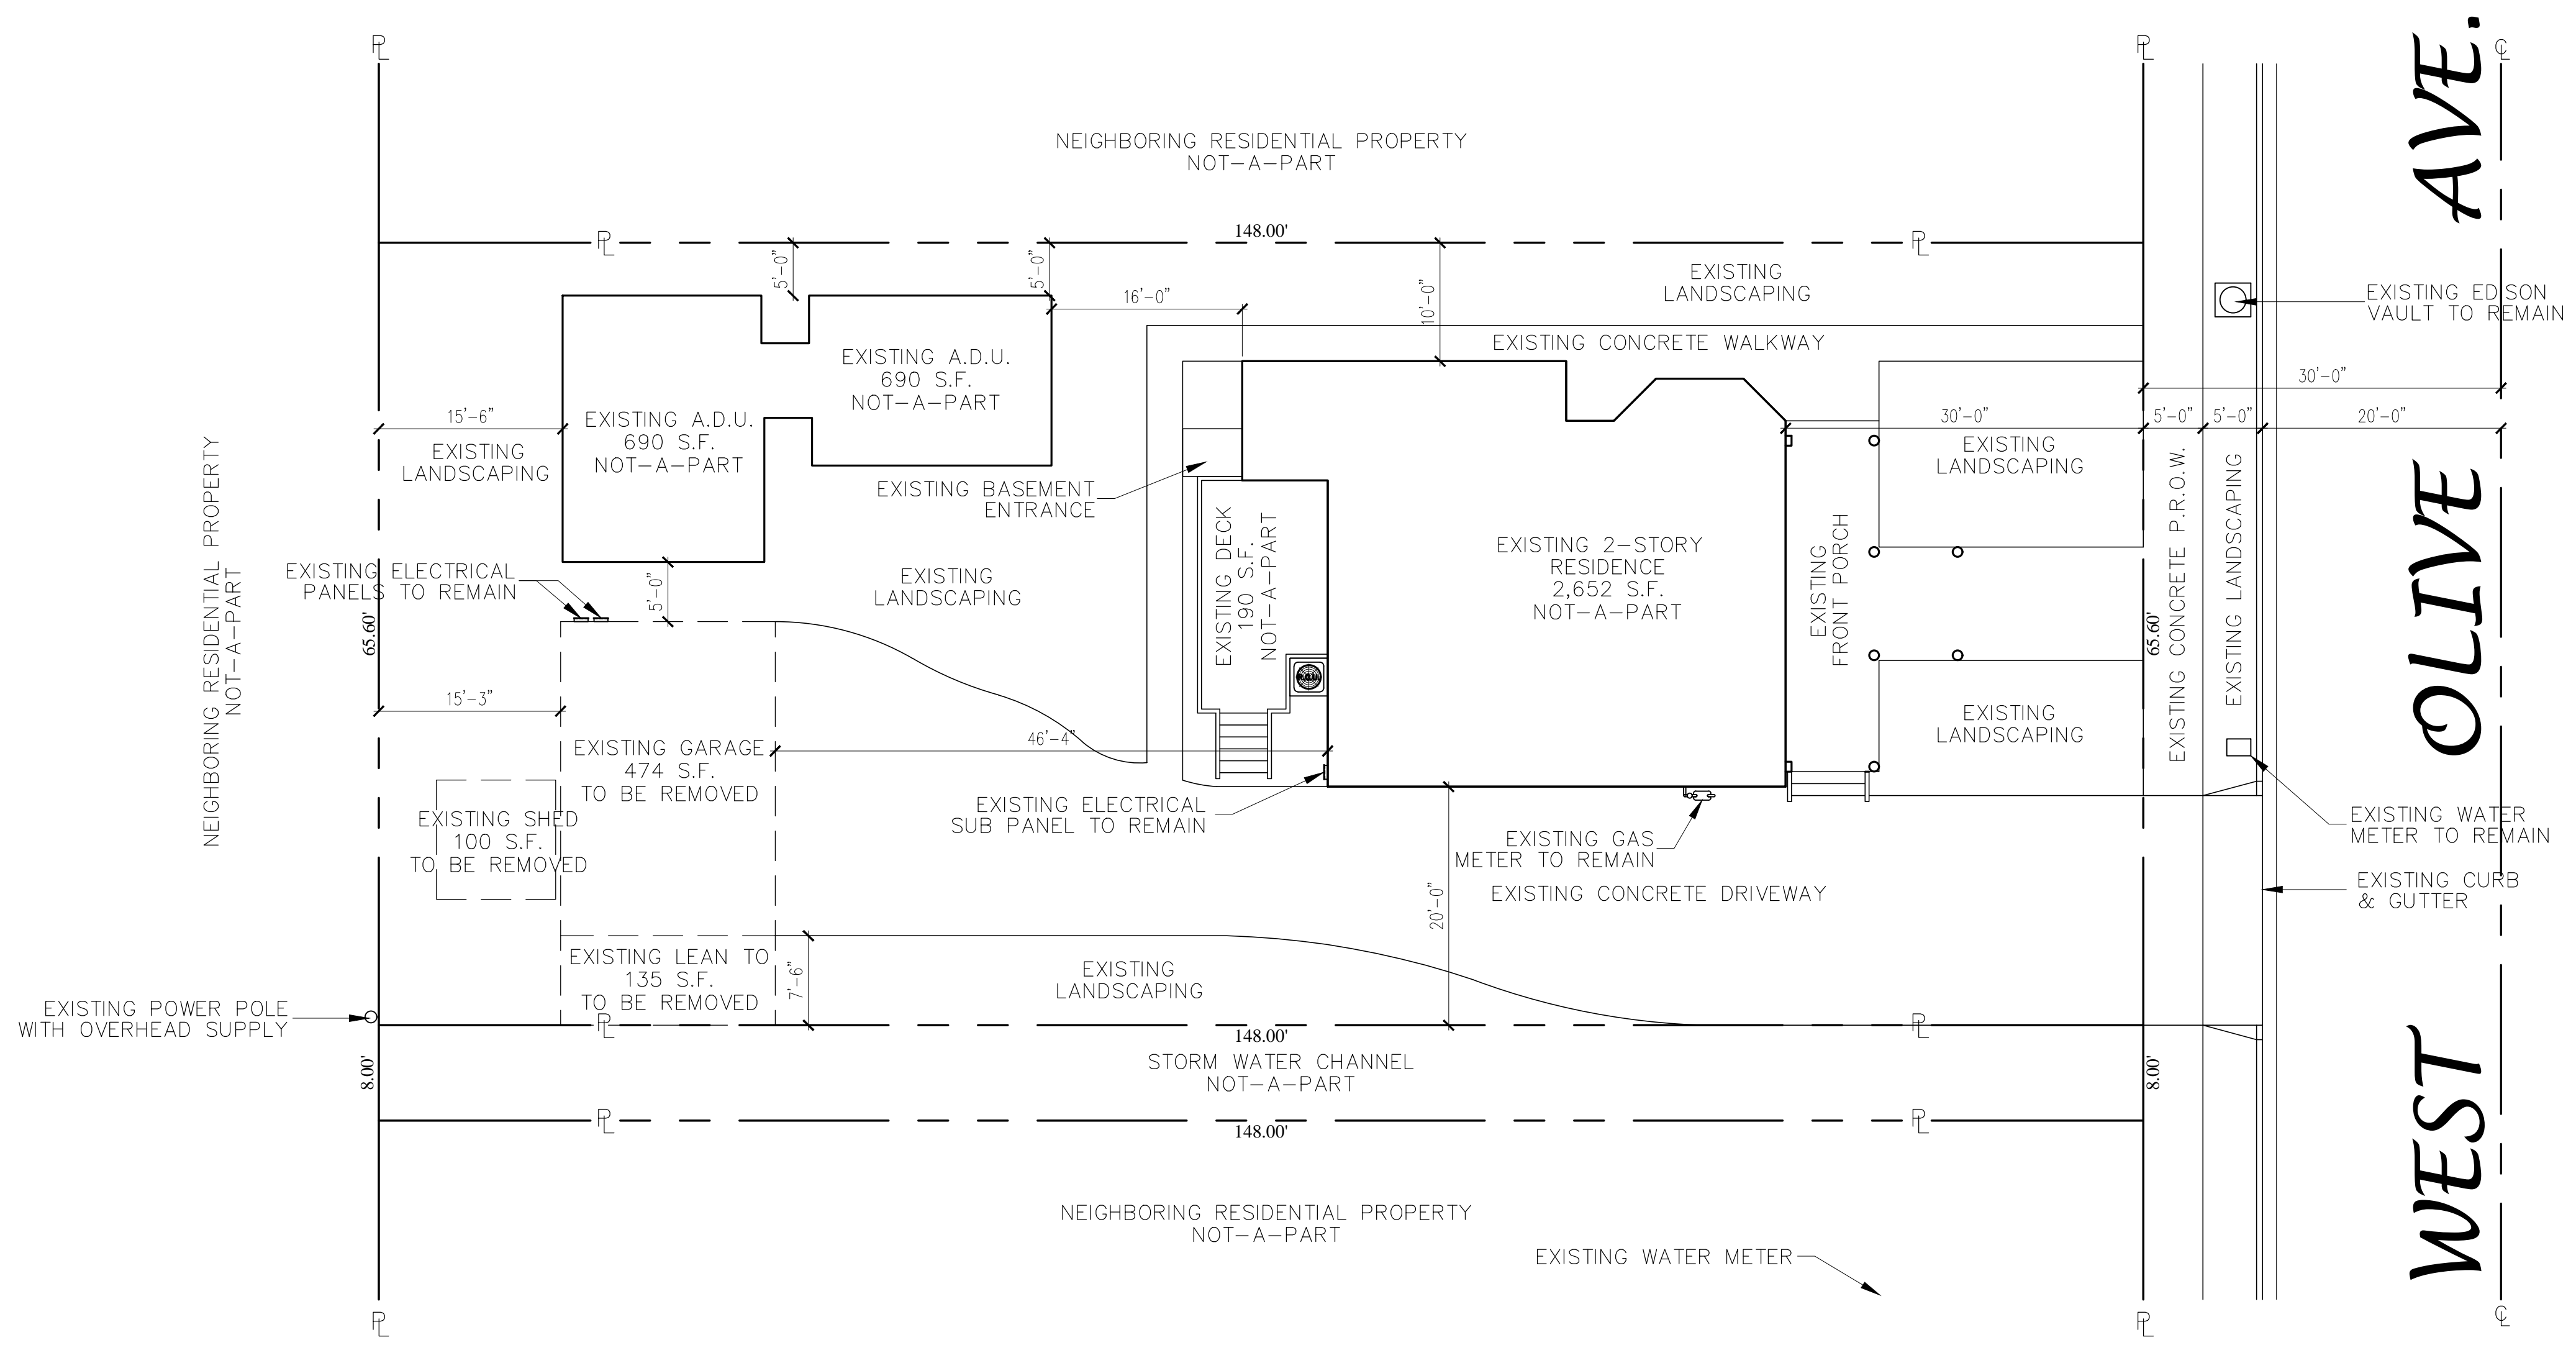 PL
PL
AVE.
CL
NEIGHBORING RESIDENTIAL PROPERTY
NOT-A-PART
148.00'
PL
PL
5'-0"
5'-0"
16'-0"
10'-0"
EXISTING
LANDSCAPING
EXISTING EDISON
VAULT TO REMAIN
EXISTING CONCRETE WALKWAY
EXISTING A.D.U.
690 S.F.
NOT-A-PART
30'-0"
15'-6"
EXISTING A.D.U.
690 S.F.
NOT-A-PART
30'-0"
5'-0"
5'-0"
20'-0"
EXISTING
LANDSCAPING
EXISTING
LANDSCAPING
EXISTING BASEMENT
ENTRANCE
NEIGHBORING RESIDENTIAL PROPERTY
NOT-A-PART
EXISTING DECK
190 S.F.
NOT-A-PART
EXISTING 2-STORY
RESIDENCE
2,652 S.F.
NOT-A-PART
EXISTING
FRONT PORCH
EXISTING CONCRETE P.R.O.W.
EXISTING LANDSCAPING
OLIVE
EXISTING ELECTRICAL
PANELS TO REMAIN
5'-0"
EXISTING
LANDSCAPING
65.60'
65.60'
15'-3"
EXISTING
LANDSCAPING
46'-4"
EXISTING GARAGE
474 S.F.
TO BE REMOVED
EXISTING SHED
100 S.F.
TO BE REMOVED
EXISTING ELECTRICAL
SUB PANEL TO REMAIN
EXISTING GAS
METER TO REMAIN
EXISTING WATER
METER TO REMAIN
20'-0"
EXISTING CONCRETE DRIVEWAY
EXISTING CURB
& GUTTER
EXISTING LEAN TO
135 S.F.
TO BE REMOVED
7'-6"
EXISTING
LANDSCAPING
EXISTING POWER POLE
WITH OVERHEAD SUPPLY
PL
PL
148.00'
8.00'
STORM WATER CHANNEL
NOT-A-PART
8.00'
WEST
PL
PL
148.00'
NEIGHBORING RESIDENTIAL PROPERTY
NOT-A-PART
EXISTING WATER METER
PL
PL
CL